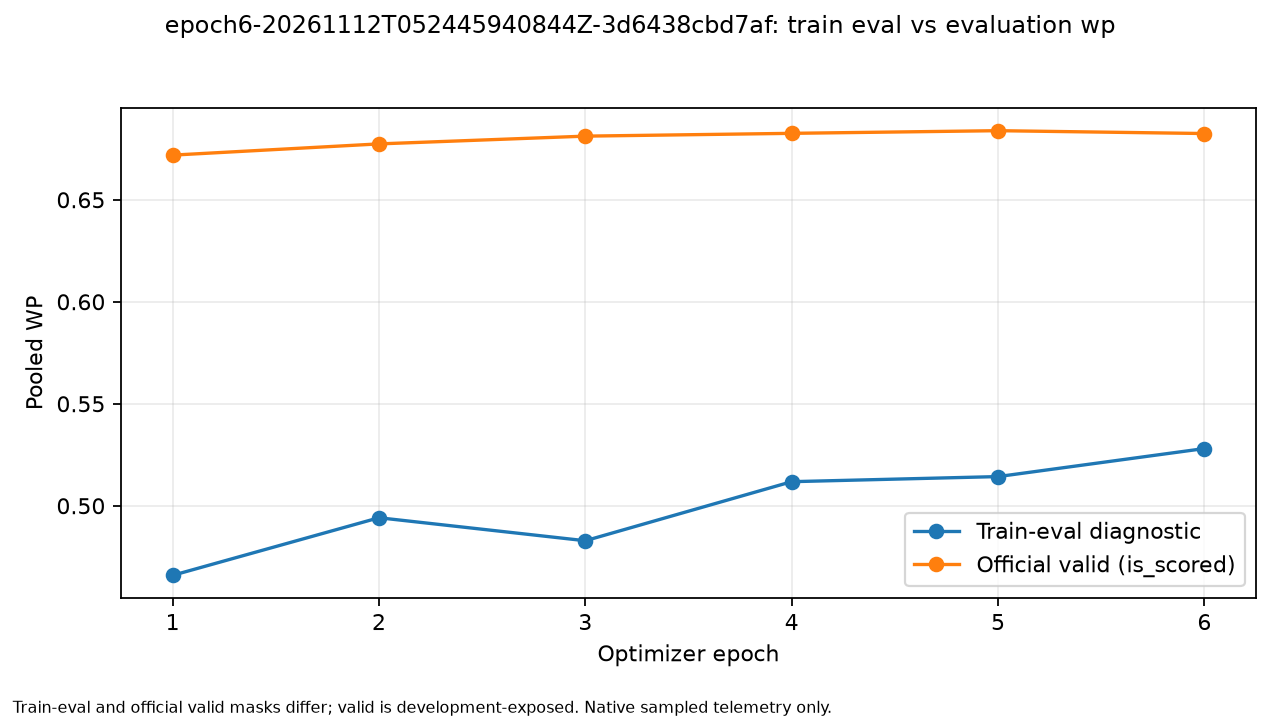 epoch6-20261112T052445940844Z-3d6438cbd7af: train eval vs evaluation wp
Pooled WP
0.65
0.60
0.55
0.50
Train-eval diagnostic
Official valid (is_scored)
1 2 3 4 5 6
Optimizer epoch
Train-eval and official valid masks differ; valid is development-exposed. Native sampled telemetry only.